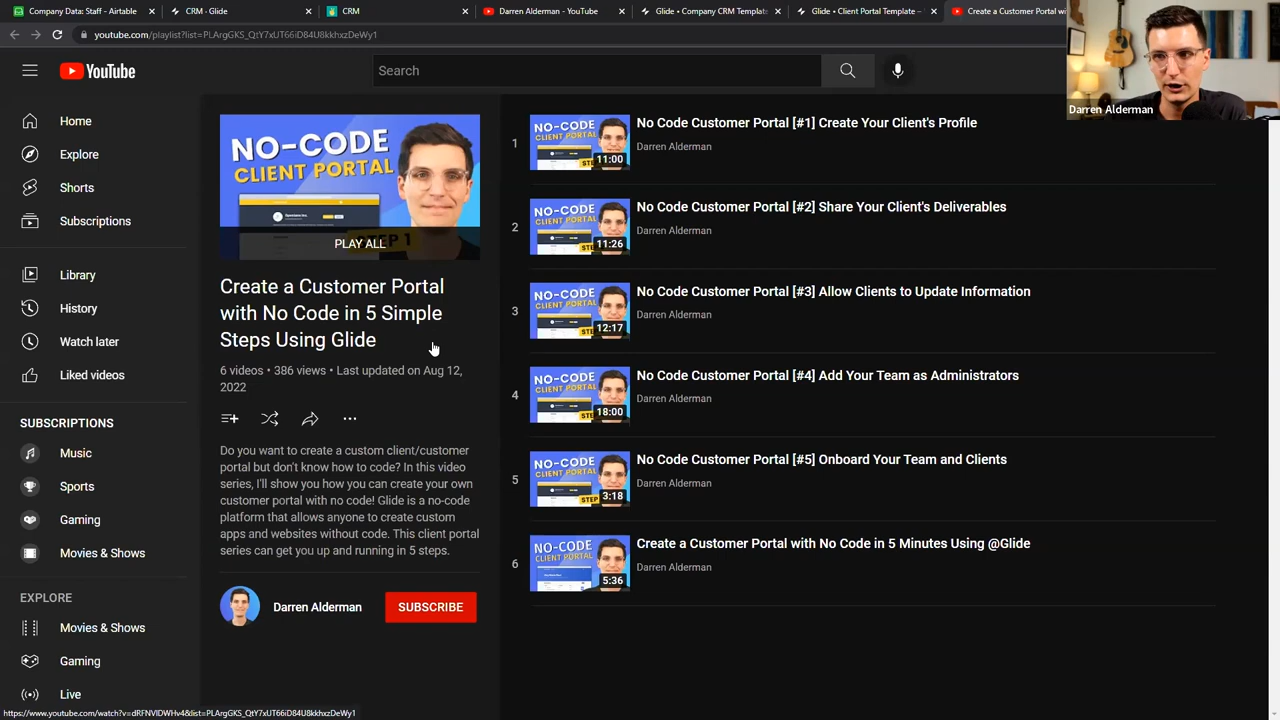 Company Data: Staff - Airtable
CRM - Glide
CRM
Darren Alderman - YouTube
Glide • Company CRM Templat
Glide • Client Portal Template -
Create a Customer Portal wi
youtube.com/playlist?list=PLArgGKS_QtY7xUT66iD84U8kkhxzDeWy1
YouTube
Search
Darren Alderman
Home
Explore
Shorts
Subscriptions
Library
History
Watch later
Liked videos
SUBSCRIPTIONS
Music
Sports
Gaming
Movies & Shows
EXPLORE
Movies & Shows
Gaming
Live
NO-CODE
CLIENT PORTAL
STEP 1
PLAY ALL
Create a Customer Portal
with No Code in 5 Simple
Steps Using Glide
6 videos • 386 views • Last updated on Aug 12,
2022
Do you want to create a custom client/customer
portal but don't know how to code? In this video
series, I'll show you how you can create your own
customer portal with no code! Glide is a no-code
platform that allows anyone to create custom
apps and websites without code. This client portal
series can get you up and running in 5 steps.
Darren Alderman
SUBSCRIBE
1
NO-CODE
CLIENT PORTAL
11:00
No Code Customer Portal [#1] Create Your Client's Profile
Darren Alderman
2
NO-CODE
CLIENT PORTAL
11:26
No Code Customer Portal [#2] Share Your Client's Deliverables
Darren Alderman
3
NO-CODE
CLIENT PORTAL
12:17
No Code Customer Portal [#3] Allow Clients to Update Information
Darren Alderman
4
NO-CODE
CLIENT PORTAL
18:00
No Code Customer Portal [#4] Add Your Team as Administrators
Darren Alderman
5
NO-CODE
CLIENT PORTAL
STEP
3:18
No Code Customer Portal [#5] Onboard Your Team and Clients
Darren Alderman
6
NO-CODE
CLIENT PORTAL
5:36
Create a Customer Portal with No Code in 5 Minutes Using @Glide
Darren Alderman
https://www.youtube.com/watch?v=dRFNVlDWHv4&list=PLArgGKS_QtY7xUT66iD84U8kkhxzDeWy1